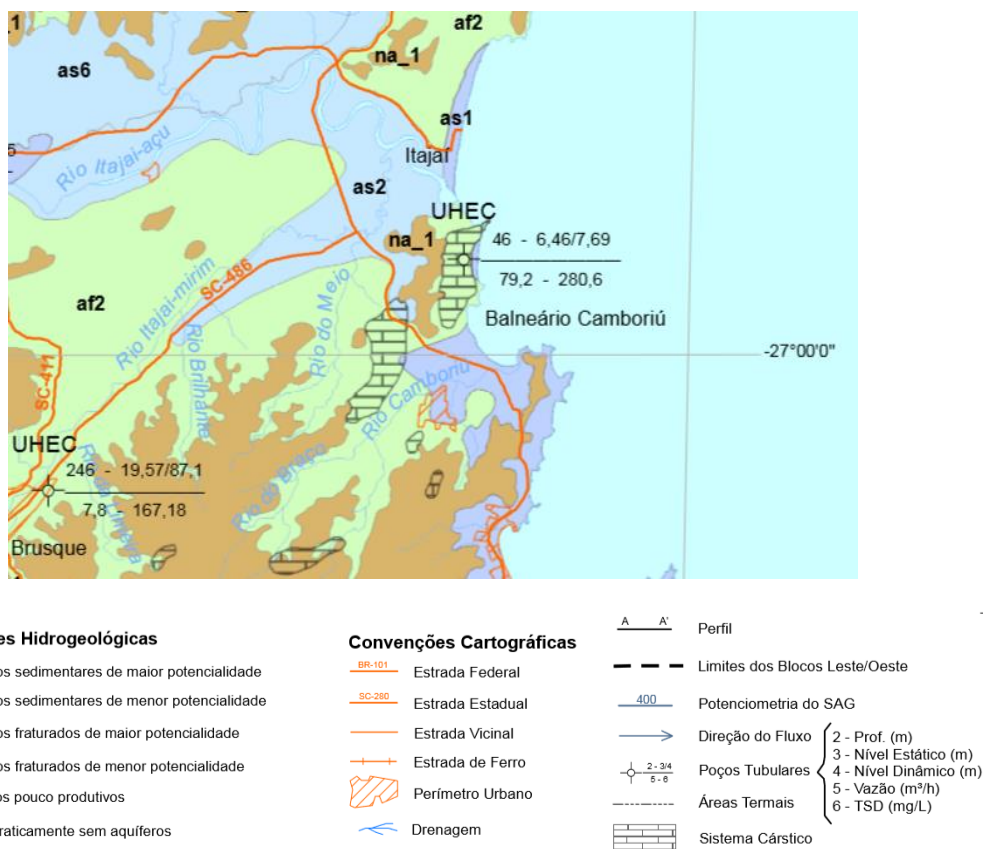 1
af2
na_1
as6
as1
5
Itajaí
Rio Itajaí-açu
as2
UHEC
na_1
46 - 6,46/7,69
79,2 - 280,6
SC-486
Rio Itajaí-mirim
Rio do Meio
af2
Balneário Camboriú
Rio Brilhante
-27°00'0"
SC-411
Rio Camboriu
UHEC
246 - 19,57/87,1
7,8 - 167,18
Rio do Braço
Brusque
es Hidrogeológicas
os sedimentares de maior potencialidade
os sedimentares de menor potencialidade
os fraturados de maior potencialidade
os fraturados de menor potencialidade
os pouco produtivos
raticamente sem aquíferos
Convenções Cartográficas
BR-101 Estrada Federal
SC-280 Estrada Estadual
Estrada Vicinal
Estrada de Ferro
Perímetro Urbano
Drenagem
A A' Perfil
Limites dos Blocos Leste/Oeste
400 Potenciometria do SAG
Direção do Fluxo
2 - 3/4
5 - 6
Poços Tubulares
2 - Prof. (m)
3 - Nível Estático (m)
4 - Nível Dinâmico (m)
5 - Vazão (m³/h)
6 - TSD (mg/L)
Áreas Termais
Sistema Cárstico